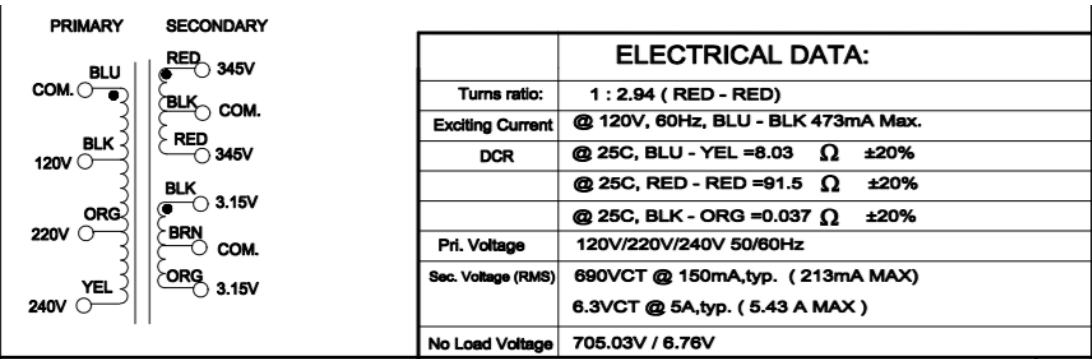 PRIMARY SECONDARY
RED 345V
BLU
COM.
BLK COM.
RED 345V
BLK
120V
BLK 3.15V
ORG
220V
BRN COM.
ORG 3.15V
YEL
240V
ELECTRICAL DATA:
Turns ratio: 1 : 2.94 ( RED - RED)
Exciting Current @ 120V, 60Hz, BLU - BLK 473mA Max.
DCR @ 25C, BLU - YEL =8.03 Ω ±20%
@ 25C, RED - RED =91.5 Ω ±20%
@ 25C, BLK - ORG =0.037 Ω ±20%
Pri. Voltage 120V/220V/240V 50/60Hz
Sec. Voltage (RMS) 690VCT @ 150mA,typ. ( 213mA MAX)
6.3VCT @ 5A,typ. ( 5.43 A MAX )
No Load Voltage 705.03V / 6.76V